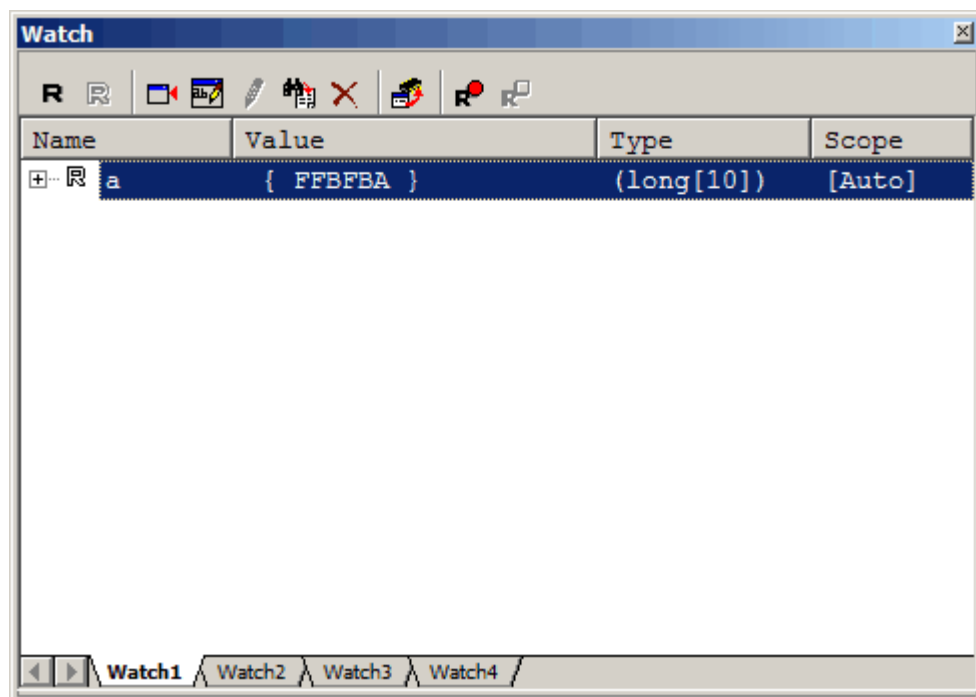 Watch
R R R R
Name Value Type Scope
R a { FFBFBA } (long[10]) [Auto]
Watch1 Watch2 Watch3 Watch4